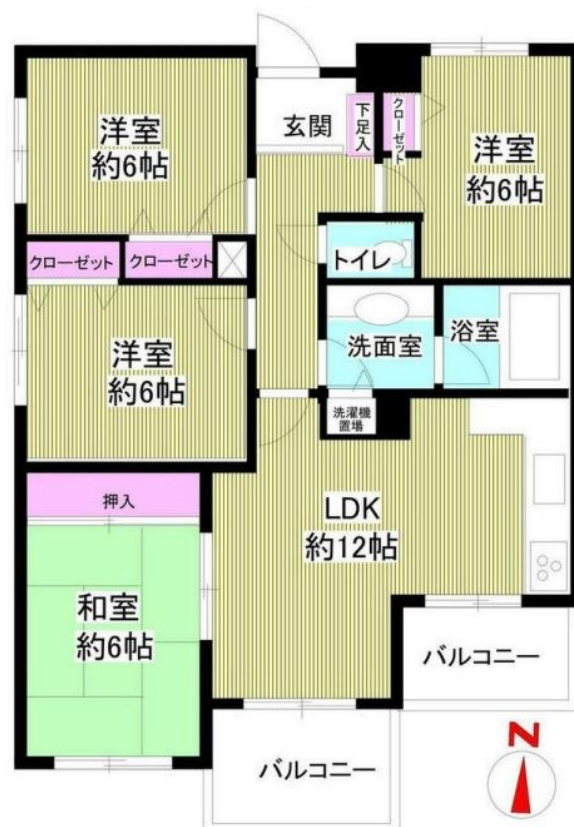 洋室
約6帖
玄関
下足入
クローゼット
洋室
約6帖
トイレ
クローゼット
クローゼット
洋室
約6帖
洗面室
浴室
洗濯機
置場
押入
LDK
約12帖
和室
約6帖
バルコニー
バルコニー
N